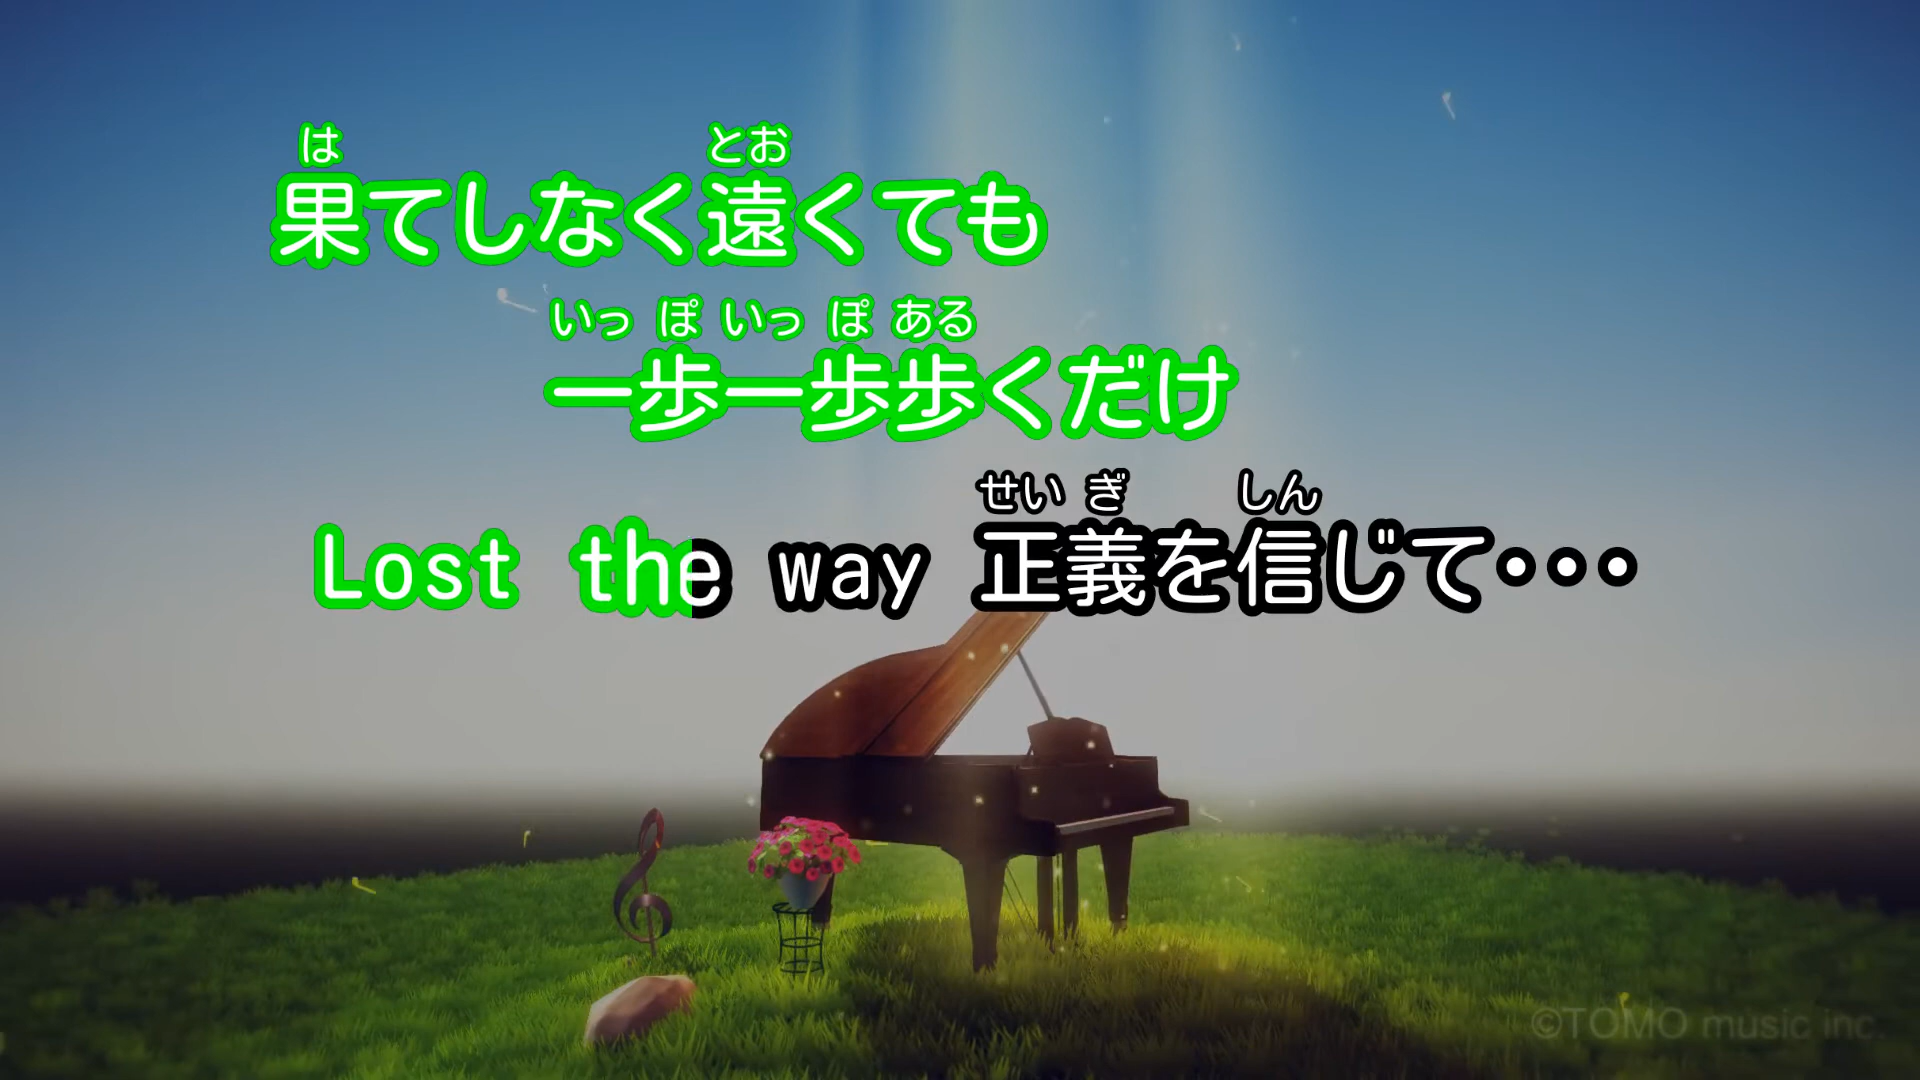 は とお
果てしなく遠くても
いっ ぽ いっ ぽ ある
一歩一歩歩くだけ
せい ぎ しん
Lost the way 正義を信じて・・・
©TOMO music inc.